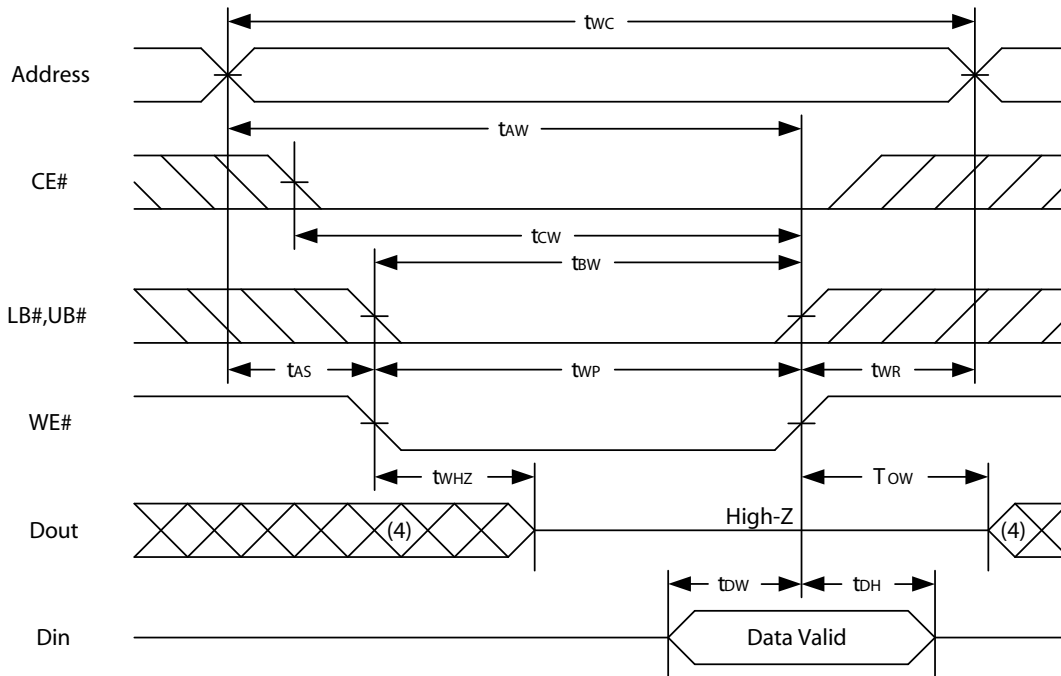 tWC
Address
tAW
CE#
tCW
tBW
LB#,UB#
tAS
tWP
tWR
WE#
tWHZ
TOW
Dout
(4)
High-Z
(4)
tDW
tDH
Din
Data Valid